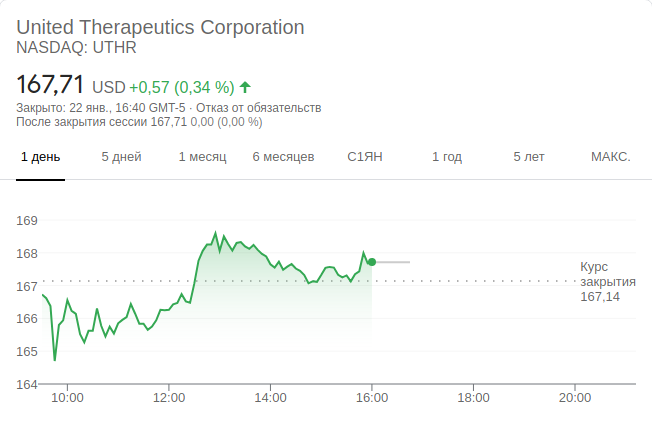 United Therapeutics Corporation
NASDAQ: UTHR
167,71 USD +0,57 (0,34 %)
Закрыто: 22 янв., 16:40 GMT-5 · Отказ от обязательств
После закрытия сессии 167,71 0,00 (0,00 %)
1 день 5 дней 1 месяц 6 месяцев С1ЯН 1 год 5 лет МАКС.
169
168
167
166
165
164
Курс
закрытия
167,14
10:00 12:00 14:00 16:00 18:00 20:00